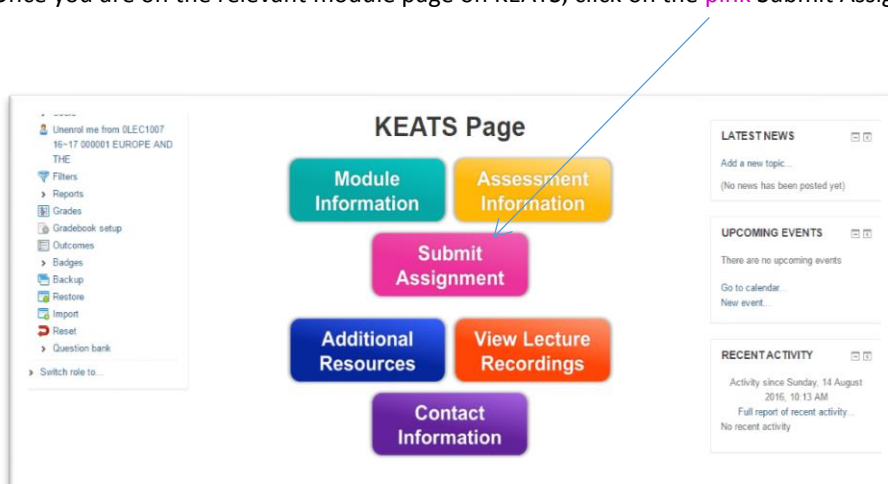 you are on the relevant module page on KEATS, click on the pink Submit
KEATS Page
Unenrol me from 0LEC1007
16~17 000001 EUROPE AND
THE
Filters
Reports
Grades
Gradebook setup
Outcomes
Badges
Backup
Restore
Import
Reset
Question bank
Switch role to...
Module
Information
Assessment
Information
Submit
Assignment
Additional
Resources
View Lecture
Recordings
Contact
Information
LATEST NEWS
Add a new topic...
(No news has been posted yet)
UPCOMING EVENTS
There are no upcoming events
Go to calendar...
New event...
RECENT ACTIVITY
Activity since Sunday, 14 August
2016, 10:13 AM
Full report of recent activity...
No recent activity